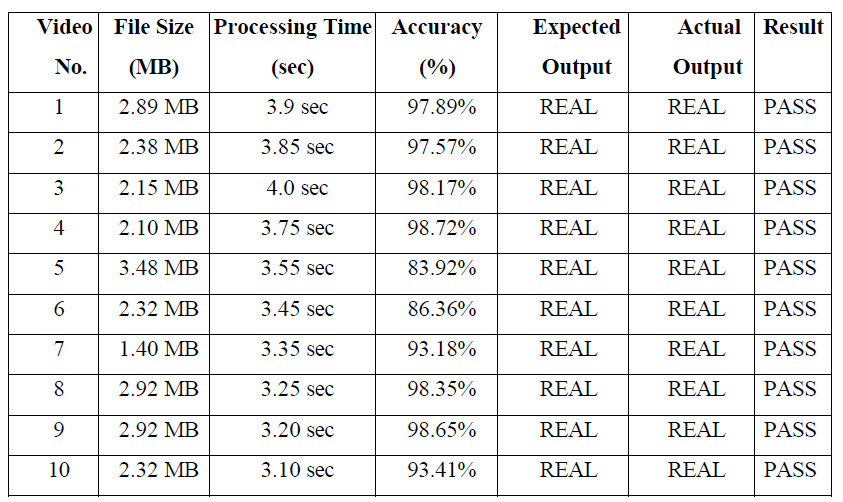 Video No. File Size (MB) Processing Time (sec) Accuracy (%) Expected Output Actual Output Result
1 2.89 MB 3.9 sec 97.89% REAL REAL PASS
2 2.38 MB 3.85 sec 97.57% REAL REAL PASS
3 2.15 MB 4.0 sec 98.17% REAL REAL PASS
4 2.10 MB 3.75 sec 98.72% REAL REAL PASS
5 3.48 MB 3.55 sec 83.92% REAL REAL PASS
6 2.32 MB 3.45 sec 86.36% REAL REAL PASS
7 1.40 MB 3.35 sec 93.18% REAL REAL PASS
8 2.92 MB 3.25 sec 98.35% REAL REAL PASS
9 2.92 MB 3.20 sec 98.65% REAL REAL PASS
10 2.32 MB 3.10 sec 93.41% REAL REAL PASS